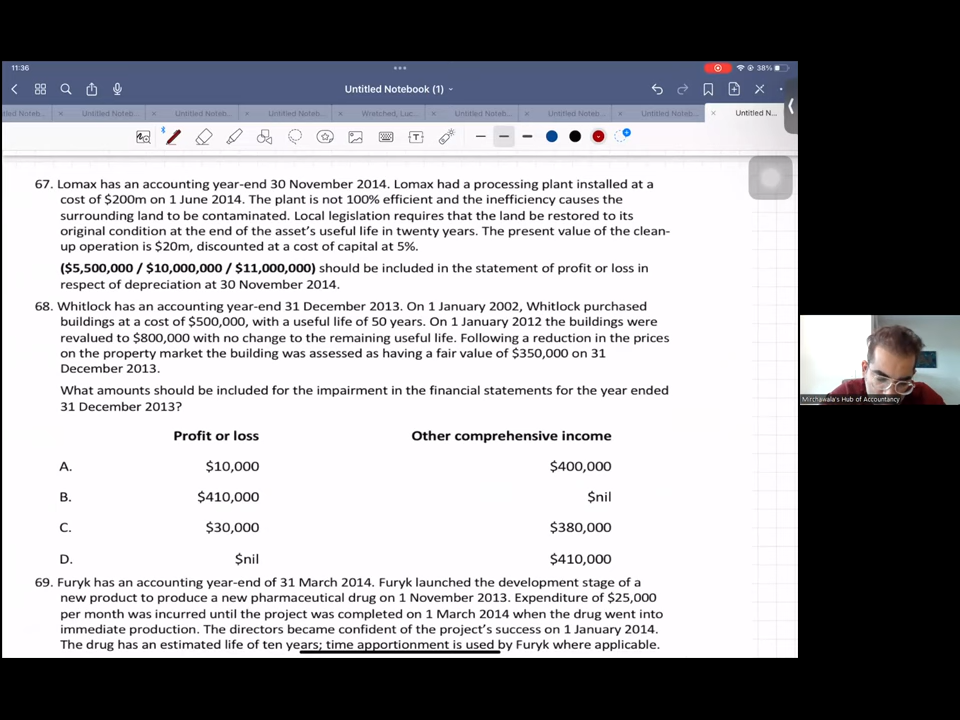 11:36
38%
Untitled Notebook (1)
Untitled Noteb...
Untitled Noteb...
Watched, Luc...
Untitled Noteb...
Untitled Noteb...
Untitled Noteb...
Untitled N...
67. Lomax has an accounting year-end 30 November 2014. Lomax had a processing plant installed at a
cost of $200m on 1 June 2014. The plant is not 100% efficient and the inefficiency causes the
surrounding land to be contaminated. Local legislation requires that the land be restored to its
original condition at the end of the asset's useful life in twenty years. The present value of the clean-
up operation is $20m, discounted at a cost of capital at 5%.
($5,500,000 / $10,000,000 / $11,000,000) should be included in the statement of profit or loss in
respect of depreciation at 30 November 2014.
68. Whitlock has an accounting year-end 31 December 2013. On 1 January 2002, Whitlock purchased
buildings at a cost of $500,000, with a useful life of 50 years. On 1 January 2012 the buildings were
revalued to $800,000 with no change to the remaining useful life. Following a reduction in the prices
on the property market the building was assessed as having a fair value of $350,000 on 31
December 2013.
What amounts should be included for the impairment in the financial statements for the year ended
31 December 2013?
Profit or loss Other comprehensive income
A. $10,000 $400,000
B. $410,000 $nil
C. $30,000 $380,000
D. $nil $410,000
69. Furyk has an accounting year-end of 31 March 2014. Furyk launched the development stage of a
new product to produce a new pharmaceutical drug on 1 November 2013. Expenditure of $25,000
per month was incurred until the project was completed on 1 March 2014 when the drug went into
immediate production. The directors became confident of the project's success on 1 January 2014.
The drug has an estimated life of ten years; time apportionment is used by Furyk where applicable.
Mirchawala's Hub of Accountancy